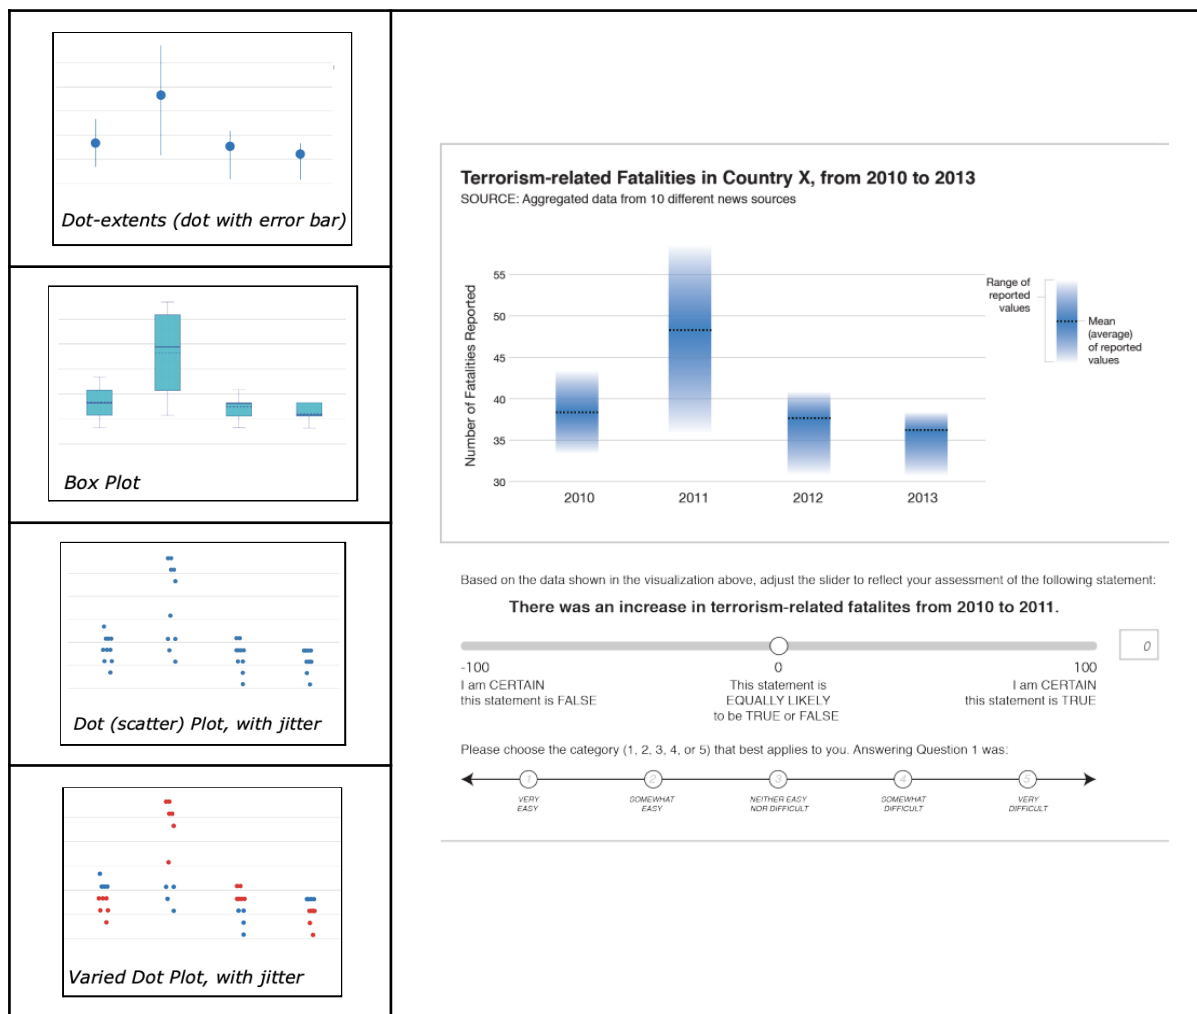 Dot-extents (dot with error bar)
Box Plot
Dot (scatter) Plot, with jitter
Varied Dot Plot, with jitter
Terrorism-related Fatalities in Country X, from 2010 to 2013
SOURCE: Aggregated data from 10 different news sources
Number of Fatalities Reported
55
50
45
40
35
30
2010
2011
2012
2013
Range of
reported
values
Mean
(average)
of reported
values
Based on the data shown in the visualization above, adjust the slider to reflect your assessment of the following statement:
There was an increase in terrorism-related fatalites from 2010 to 2011.
0
-100
0
100
I am CERTAIN
this statement is FALSE
This statement is
EQUALLY LIKELY
to be TRUE or FALSE
I am CERTAIN
this statement is TRUE
Please choose the category (1, 2, 3, 4, or 5) that best applies to you. Answering Question 1 was:
1
2
3
4
5
VERY
EASY
SOMEWHAT
EASY
NEITHER EASY
NOR DIFFICULT
SOMEWHAT
DIFFICULT
VERY
DIFFICULT